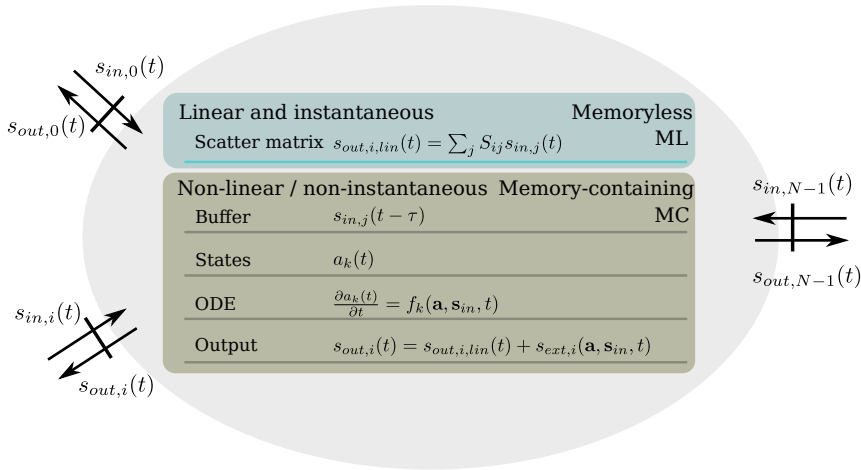 s_{in,0}(t)
s_{out,0}(t)
Linear and instantaneous Memoryless
Scatter matrix s_{out,i,lin}(t) = \sum_j S_{ij} s_{in,j}(t) ML
Non-linear / non-instantaneous Memory-containing
Buffer s_{in,j}(t − τ) MC
States a_k(t)
ODE \frac{∂a_k(t)}{∂t} = f_k(𝐚, 𝐬_{in}, t)
Output s_{out,i}(t) = s_{out,i,lin}(t) + s_{ext,i}(𝐚, 𝐬_{in}, t)
s_{in,N−1}(t)
s_{out,N−1}(t)
s_{in,i}(t)
s_{out,i}(t)